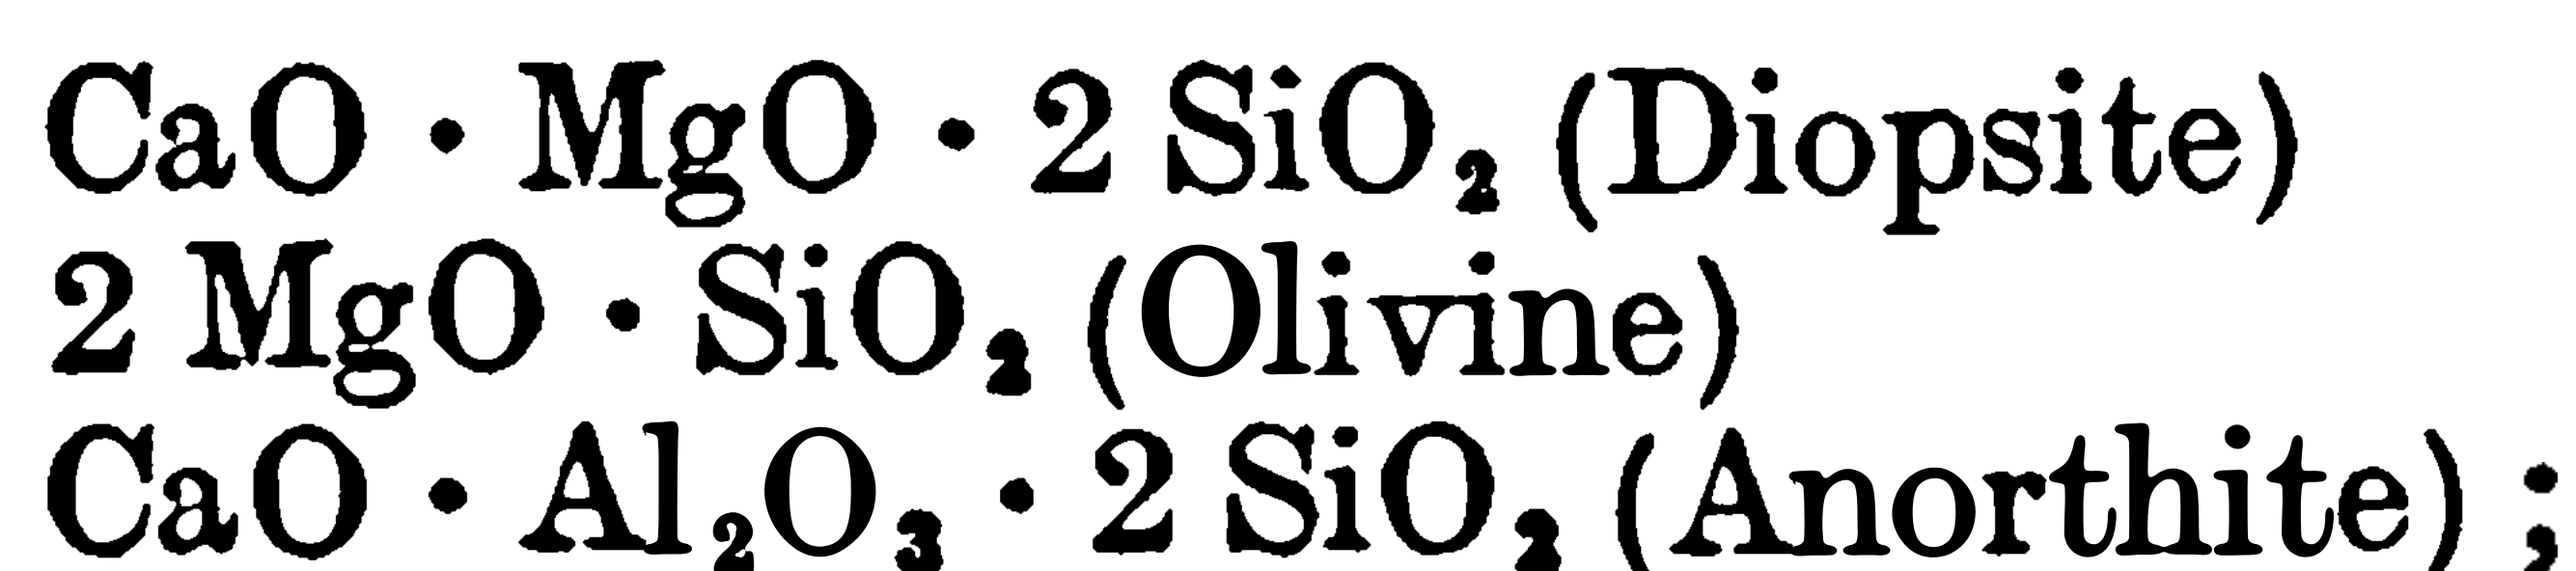 CaO · MgO · 2 SiO₂ (Diopsite)
2 MgO · SiO₂ (Olivine)
CaO · Al₂O₃ · 2 SiO₂ (Anorthite) ;